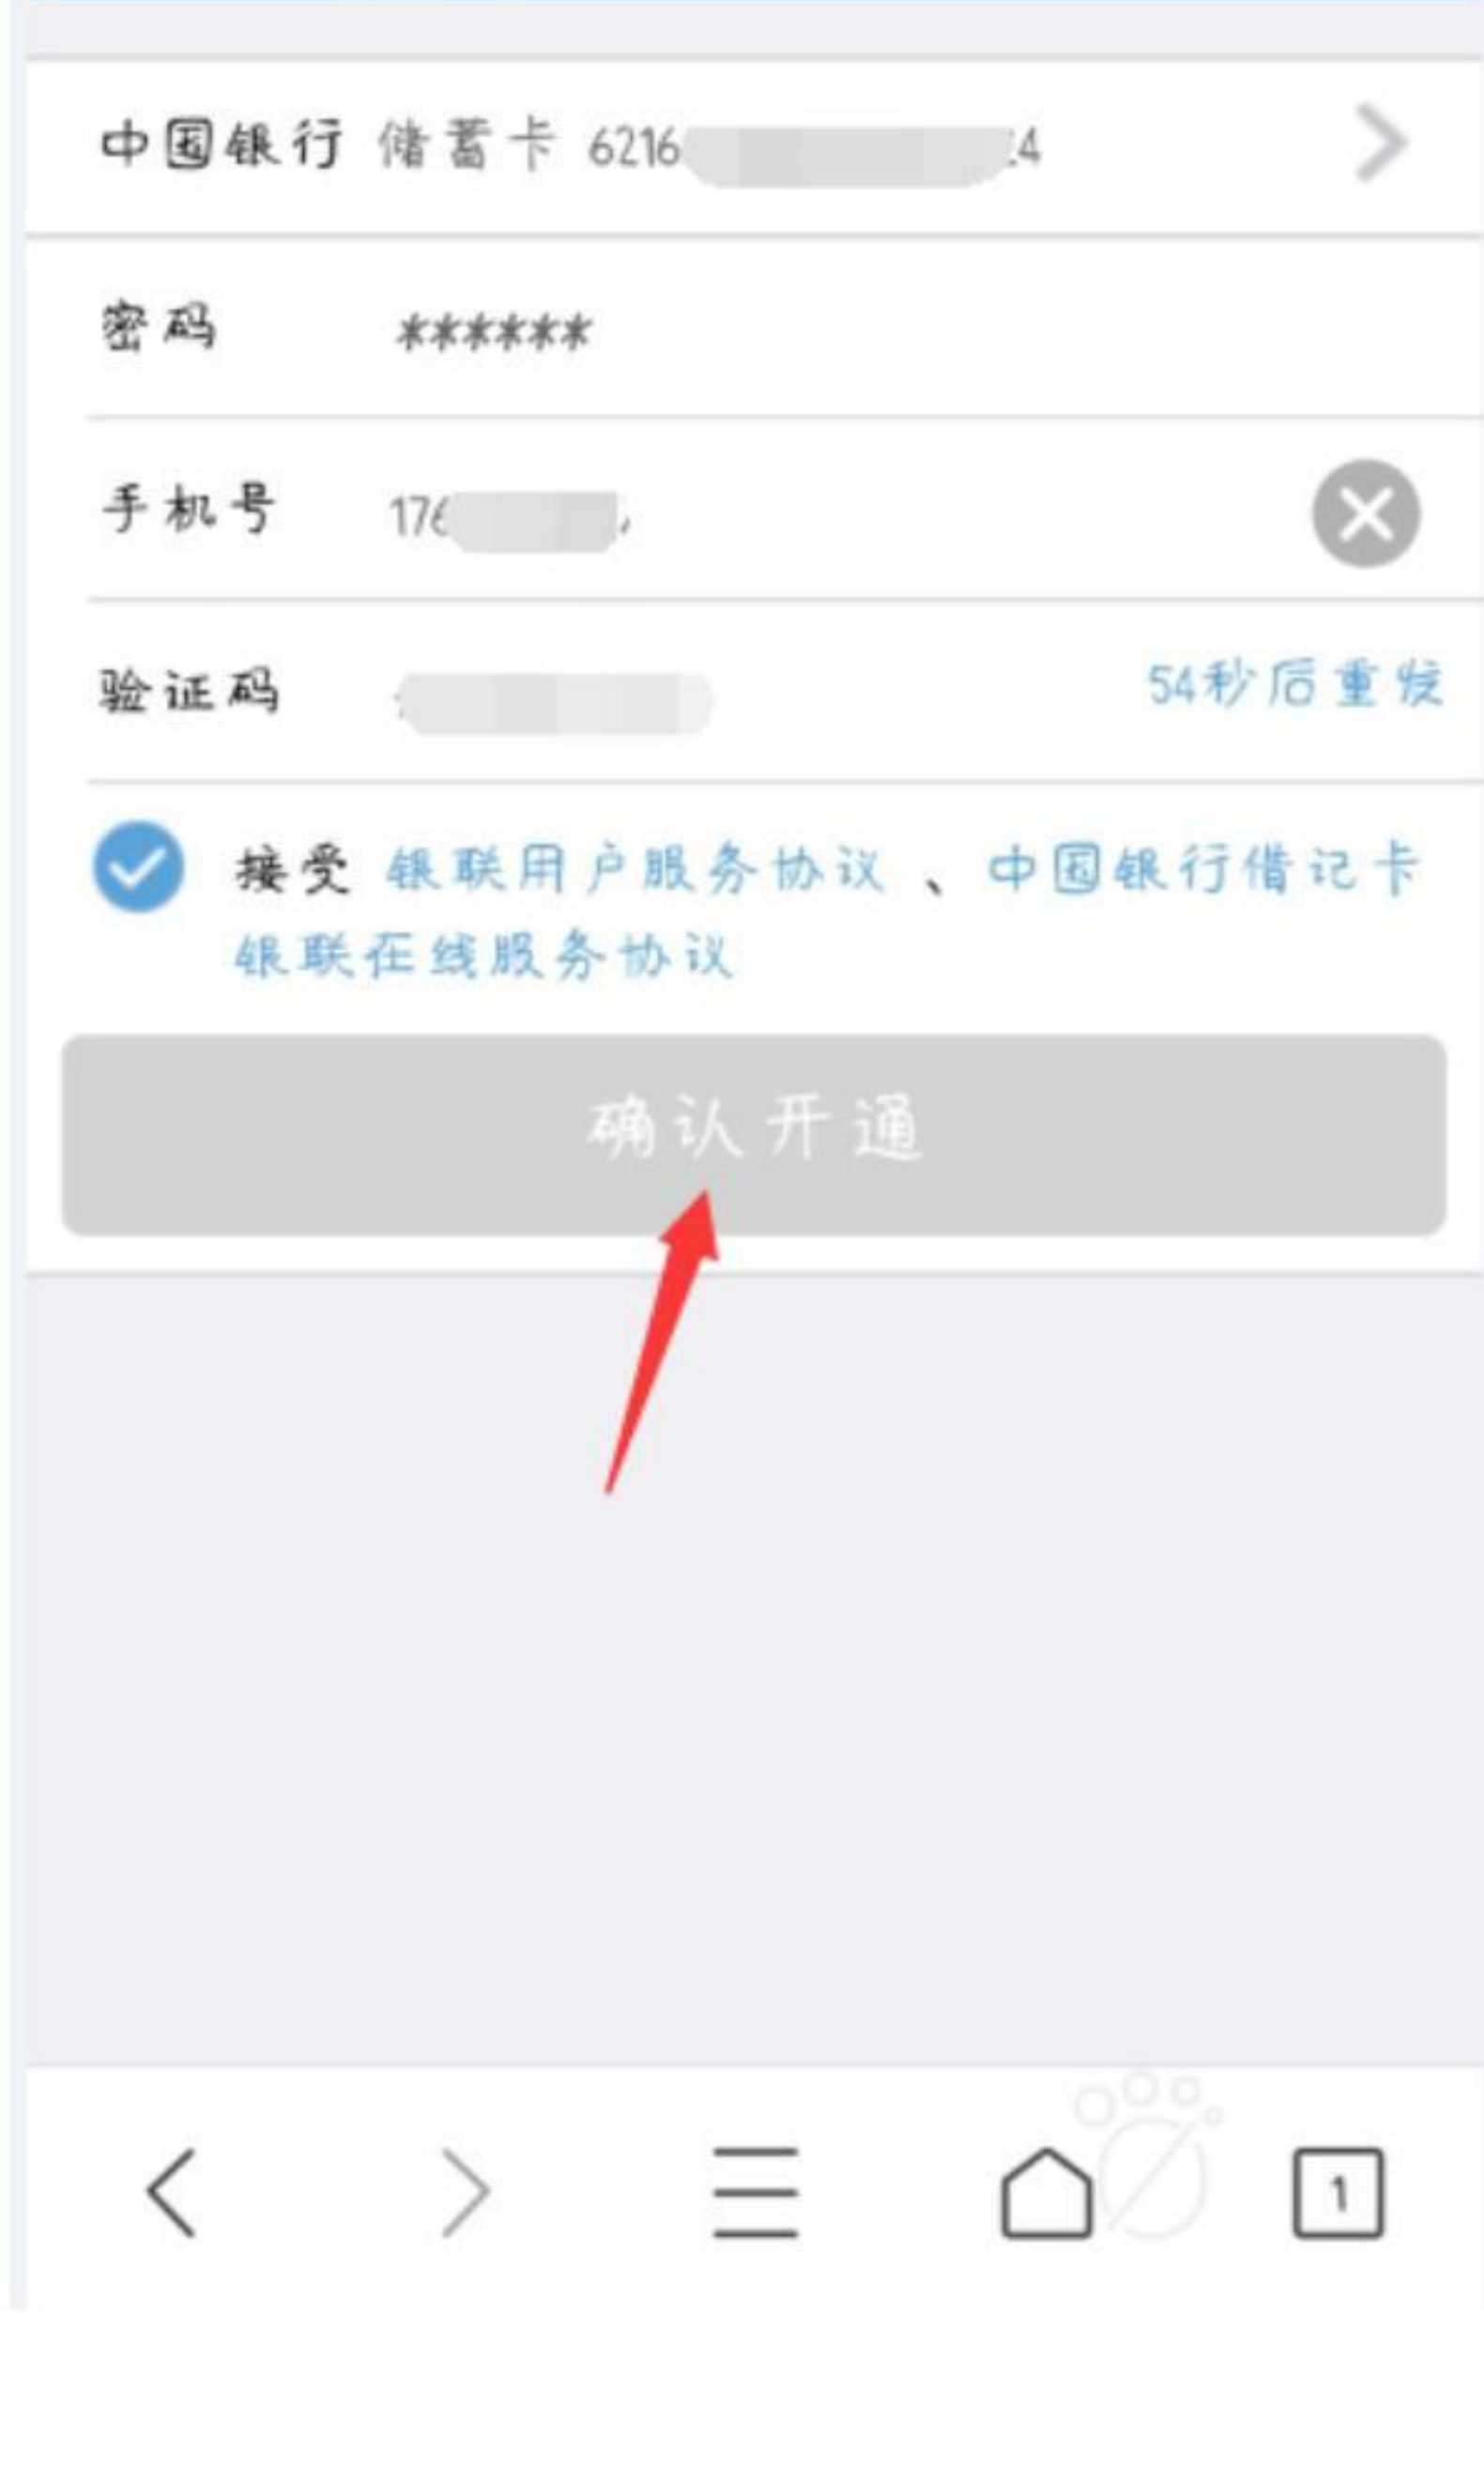 中国银行 储蓄卡 6216 4
密码 ******
手机号 176
验证码 54秒后重发
接受 银联用户服务协议、中国银行借记卡
银联在线服务协议
确认开通
1